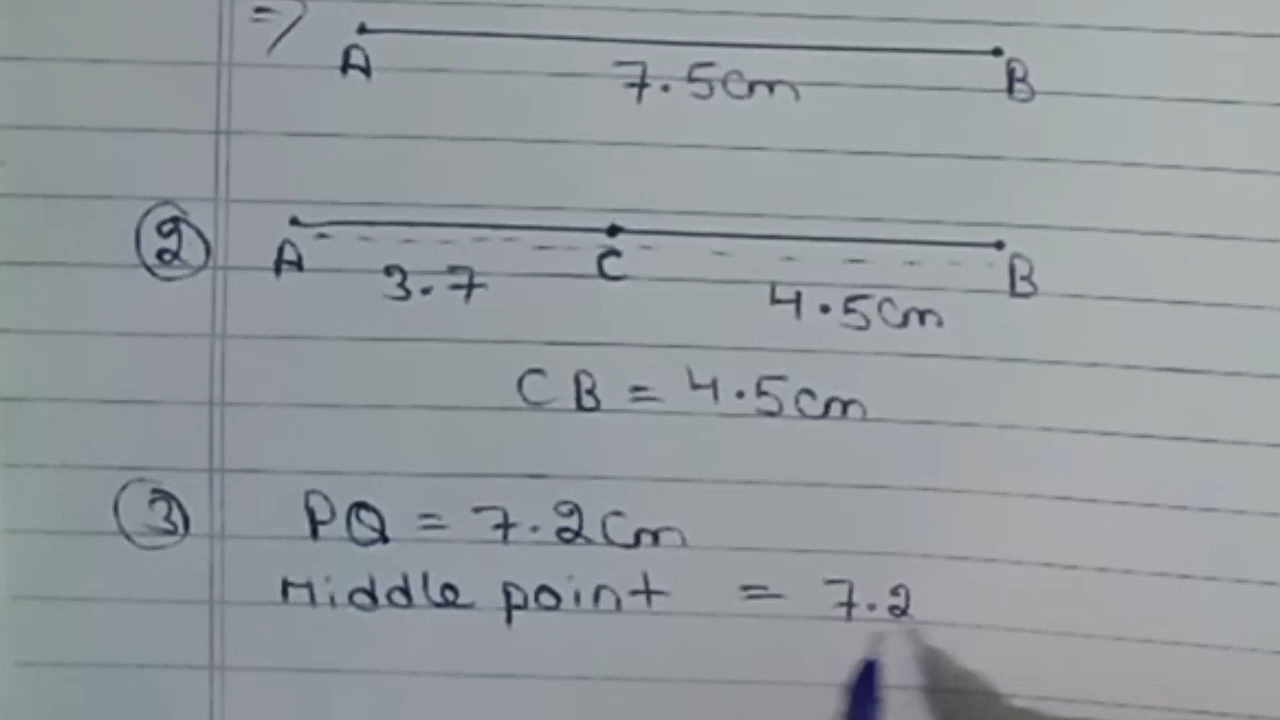 =>
A B
7.5cm
2 A C B
3.7 4.5cm
CB = 4.5cm
3 PQ = 7.2cm
Middle point = 7.2